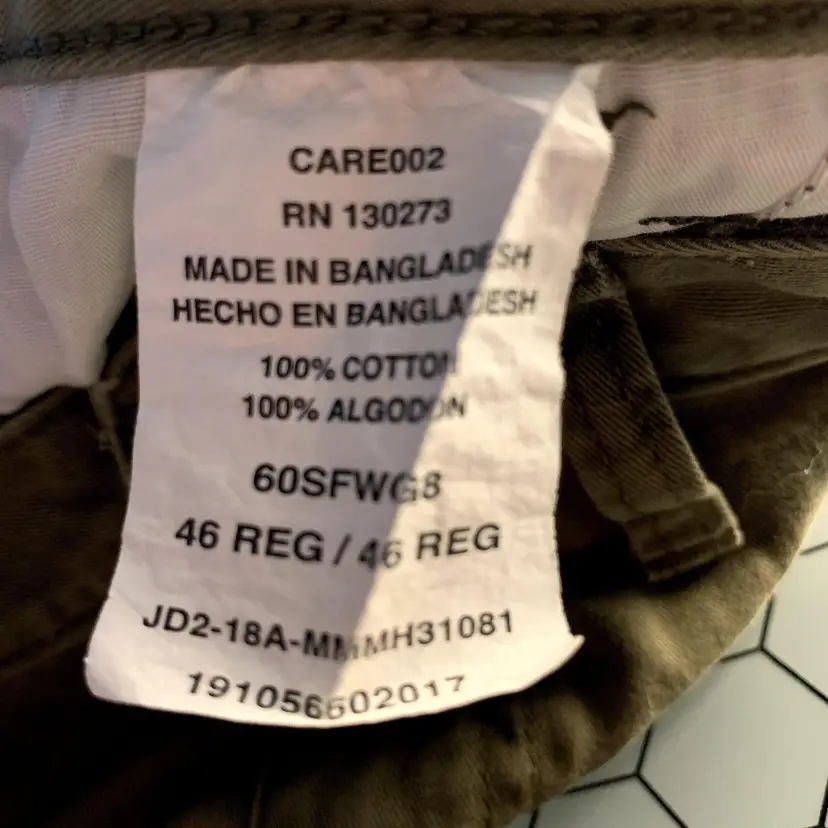 CARE002
RN 130273
MADE IN BANGLADESH
HECHO EN BANGLADESH
100% COTTON
100% ALGODON
60SFWG8
46 REG / 46 REG
JD2-18A-MMMMH31081
191056602017